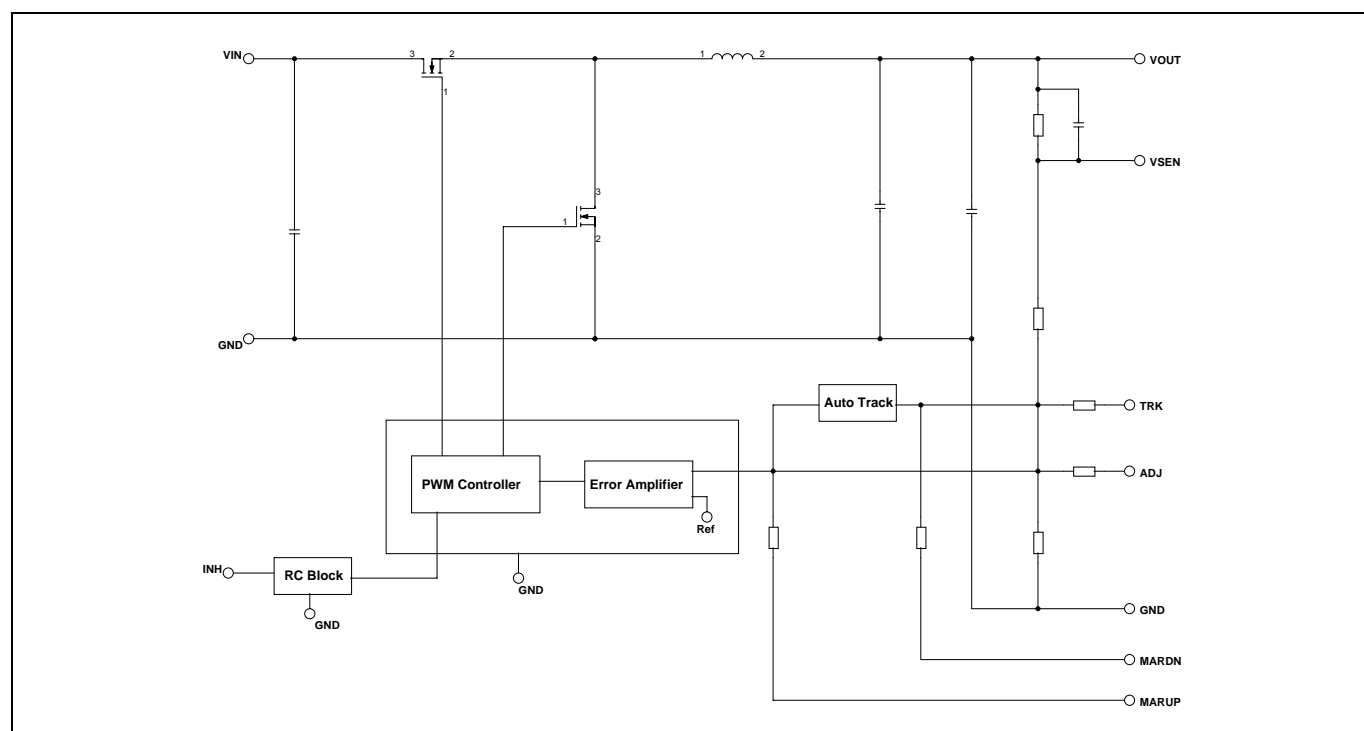 VIN
3
2
1
1
2
VOUT
VSEN
3
1
2
GND
Auto Track
TRK
PWM Controller
Error Amplifier
ADJ
Ref
INH
RC Block
GND
GND
GND
MARDN
MARUP